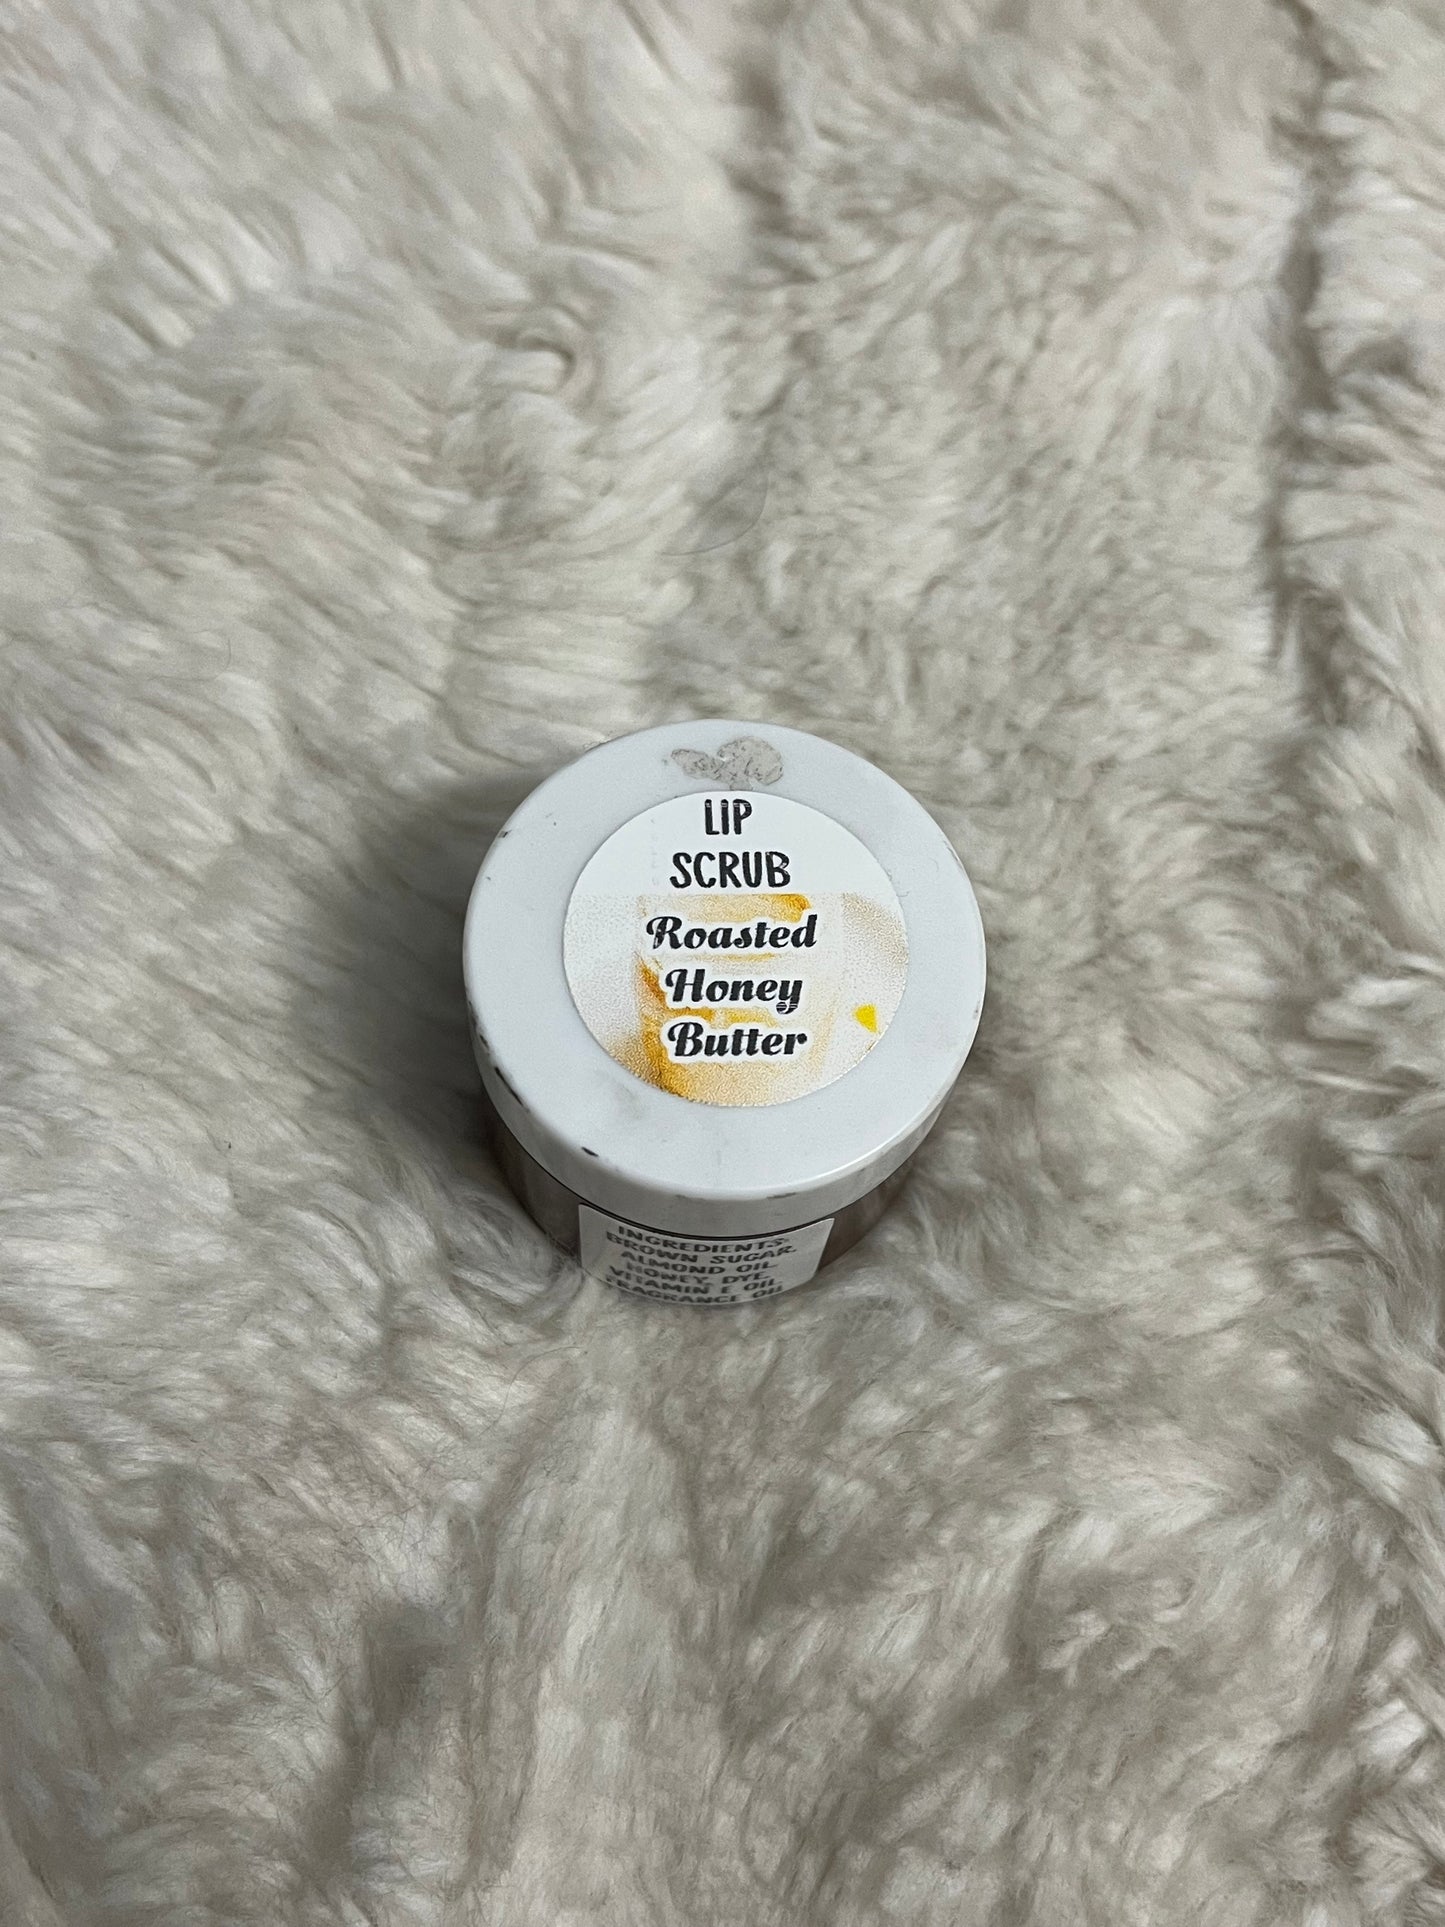 LIP
SCRUB
Roasted
Honey
Butter
INGREDIENTS:
BROWN SUGAR,
ALMOND OIL
HONEY, DYE,
VITAMIN E OIL
FRAGRANCE OIL